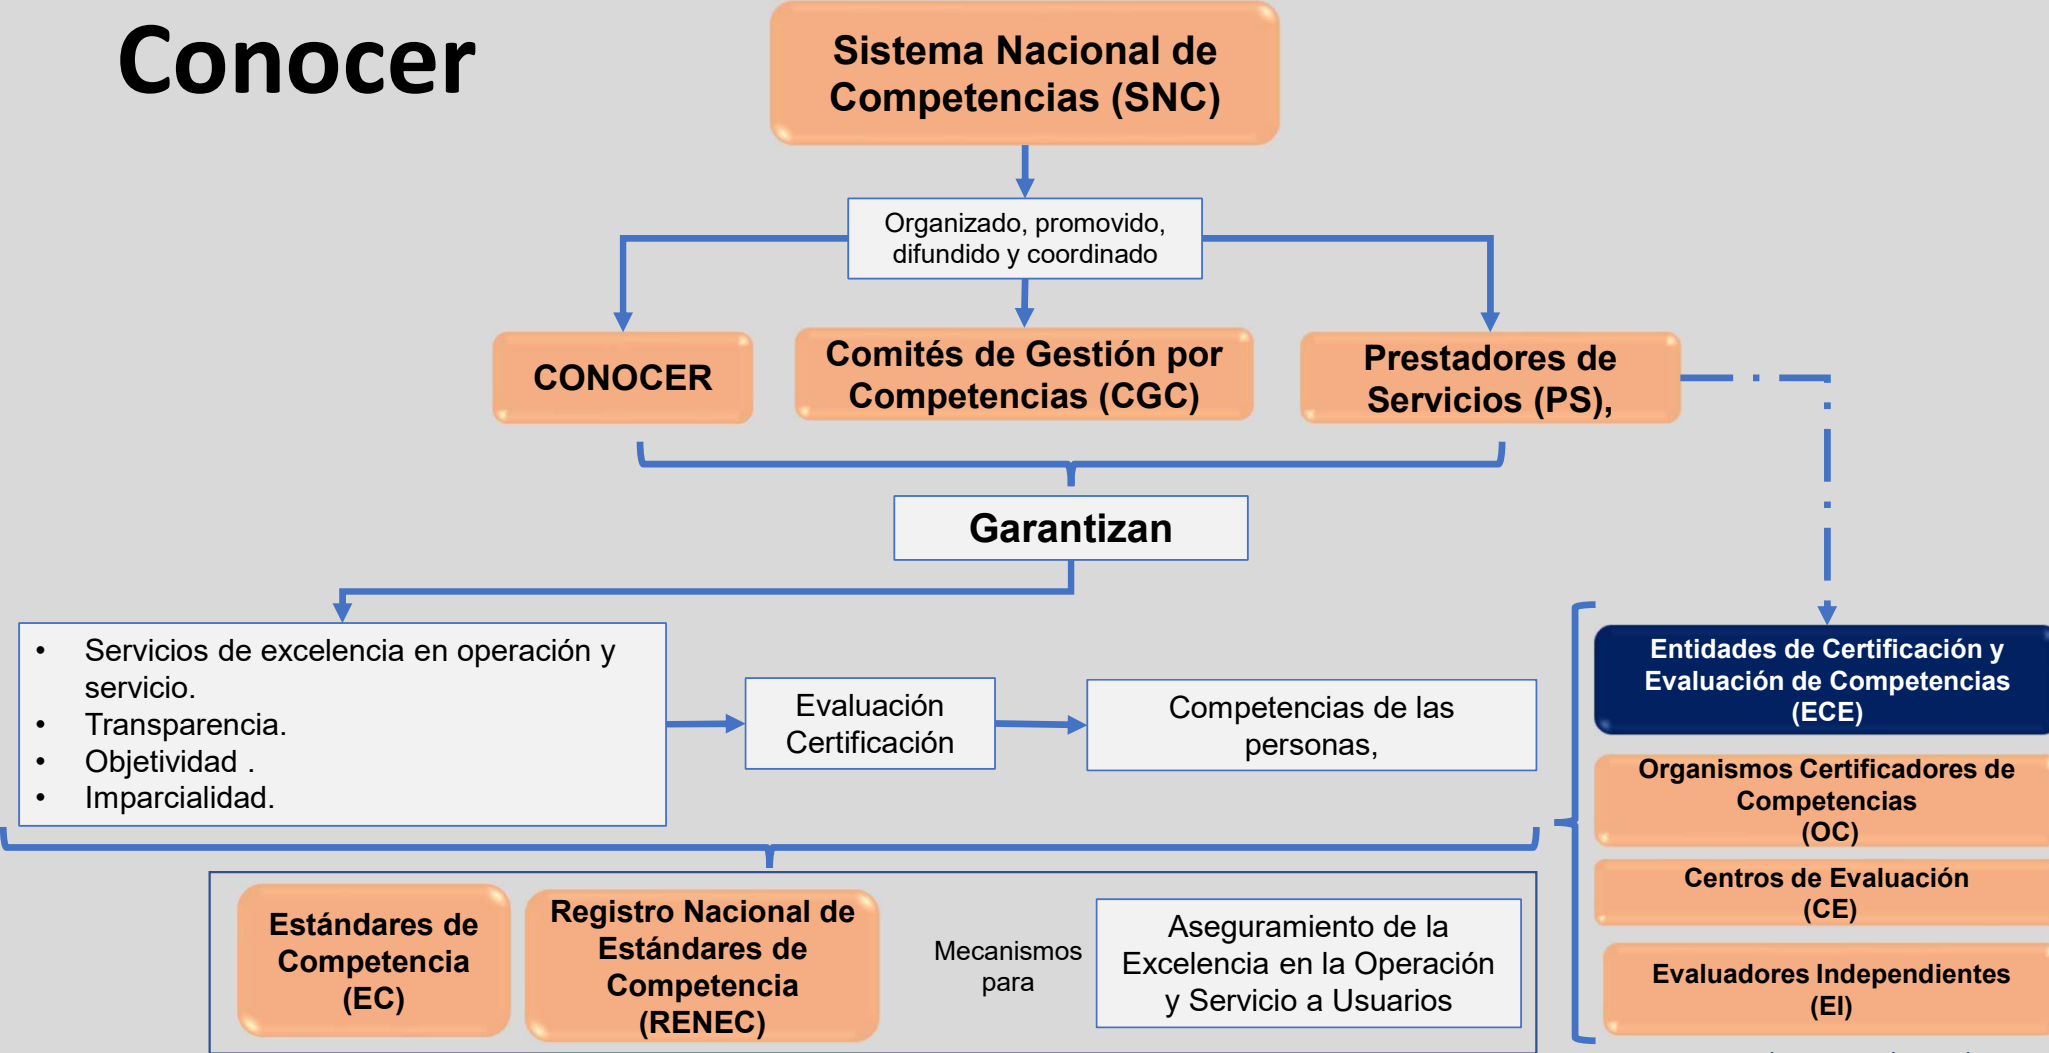 Conocer
Sistema Nacional de
Competencias (SNC)
Organizado, promovido,
difundido y coordinado
CONOCER
Comités de Gestión por
Competencias (CGC)
Prestadores de
Servicios (PS),
Garantizan
• Servicios de excelencia en operación y
servicio.
• Transparencia.
• Objetividad .
• Imparcialidad.
Evaluación
Certificación
Competencias de las
personas,
Entidades de Certificación y
Evaluación de Competencias
(ECE)
Organismos Certificadores de
Competencias
(OC)
Centros de Evaluación
(CE)
Evaluadores Independientes
(EI)
Estándares de
Competencia
(EC)
Registro Nacional de
Estándares de
Competencia
(RENEC)
Mecanismos
para
Aseguramiento de la
Excelencia en la Operación
y Servicio a Usuarios